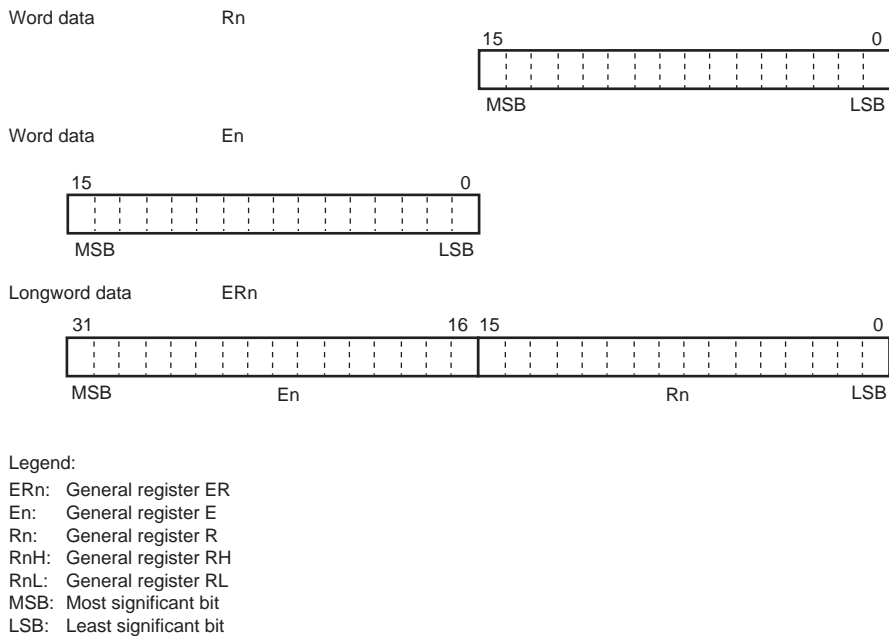 Word data Rn
15 0
MSB LSB
Word data En
15 0
MSB LSB
Longword data ERn
31 16 15 0
MSB En Rn LSB
Legend:
ERn: General register ER
En: General register E
Rn: General register R
RnH: General register RH
RnL: General register RL
MSB: Most significant bit
LSB: Least significant bit